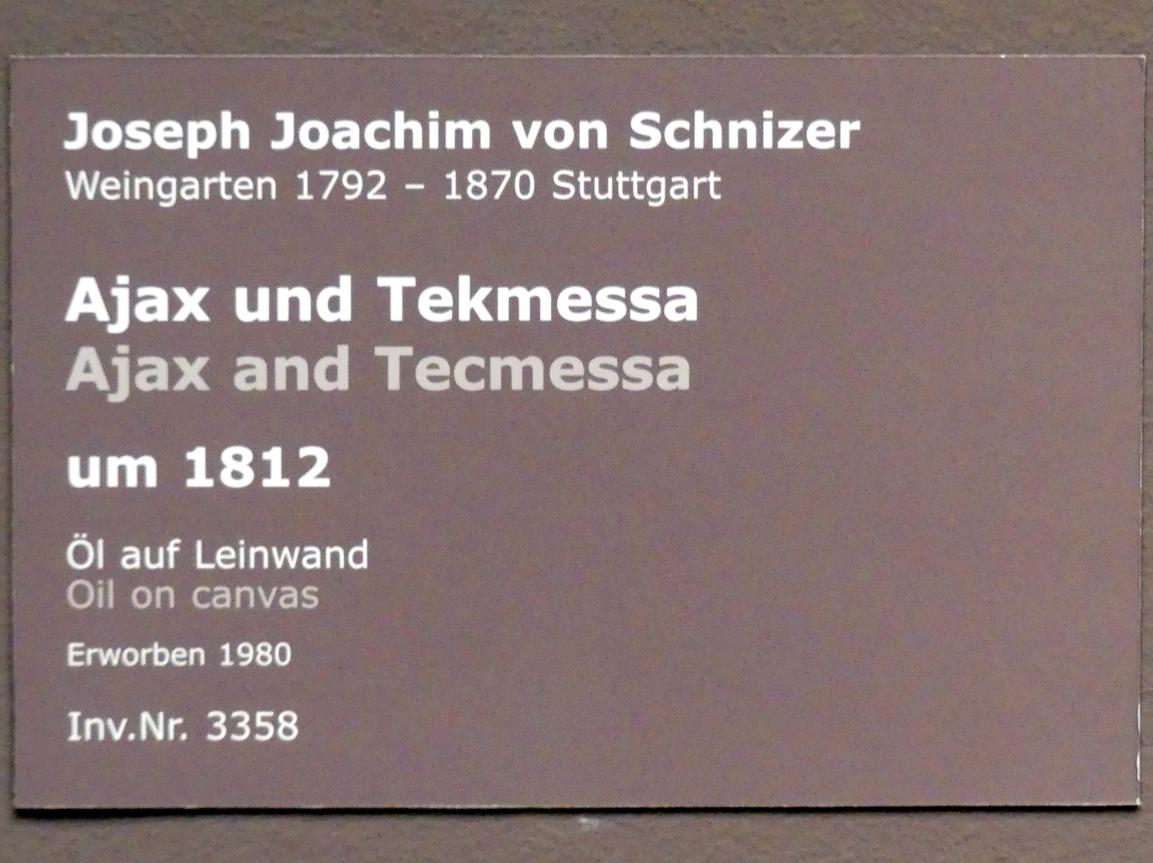 Joseph Joachim von Schnizer
Weingarten 1792 – 1870 Stuttgart
Ajax und Tekmessa
Ajax and Tecmessa
um 1812
Öl auf Leinwand
Oil on canvas
Erworben 1980
Inv.Nr. 3358